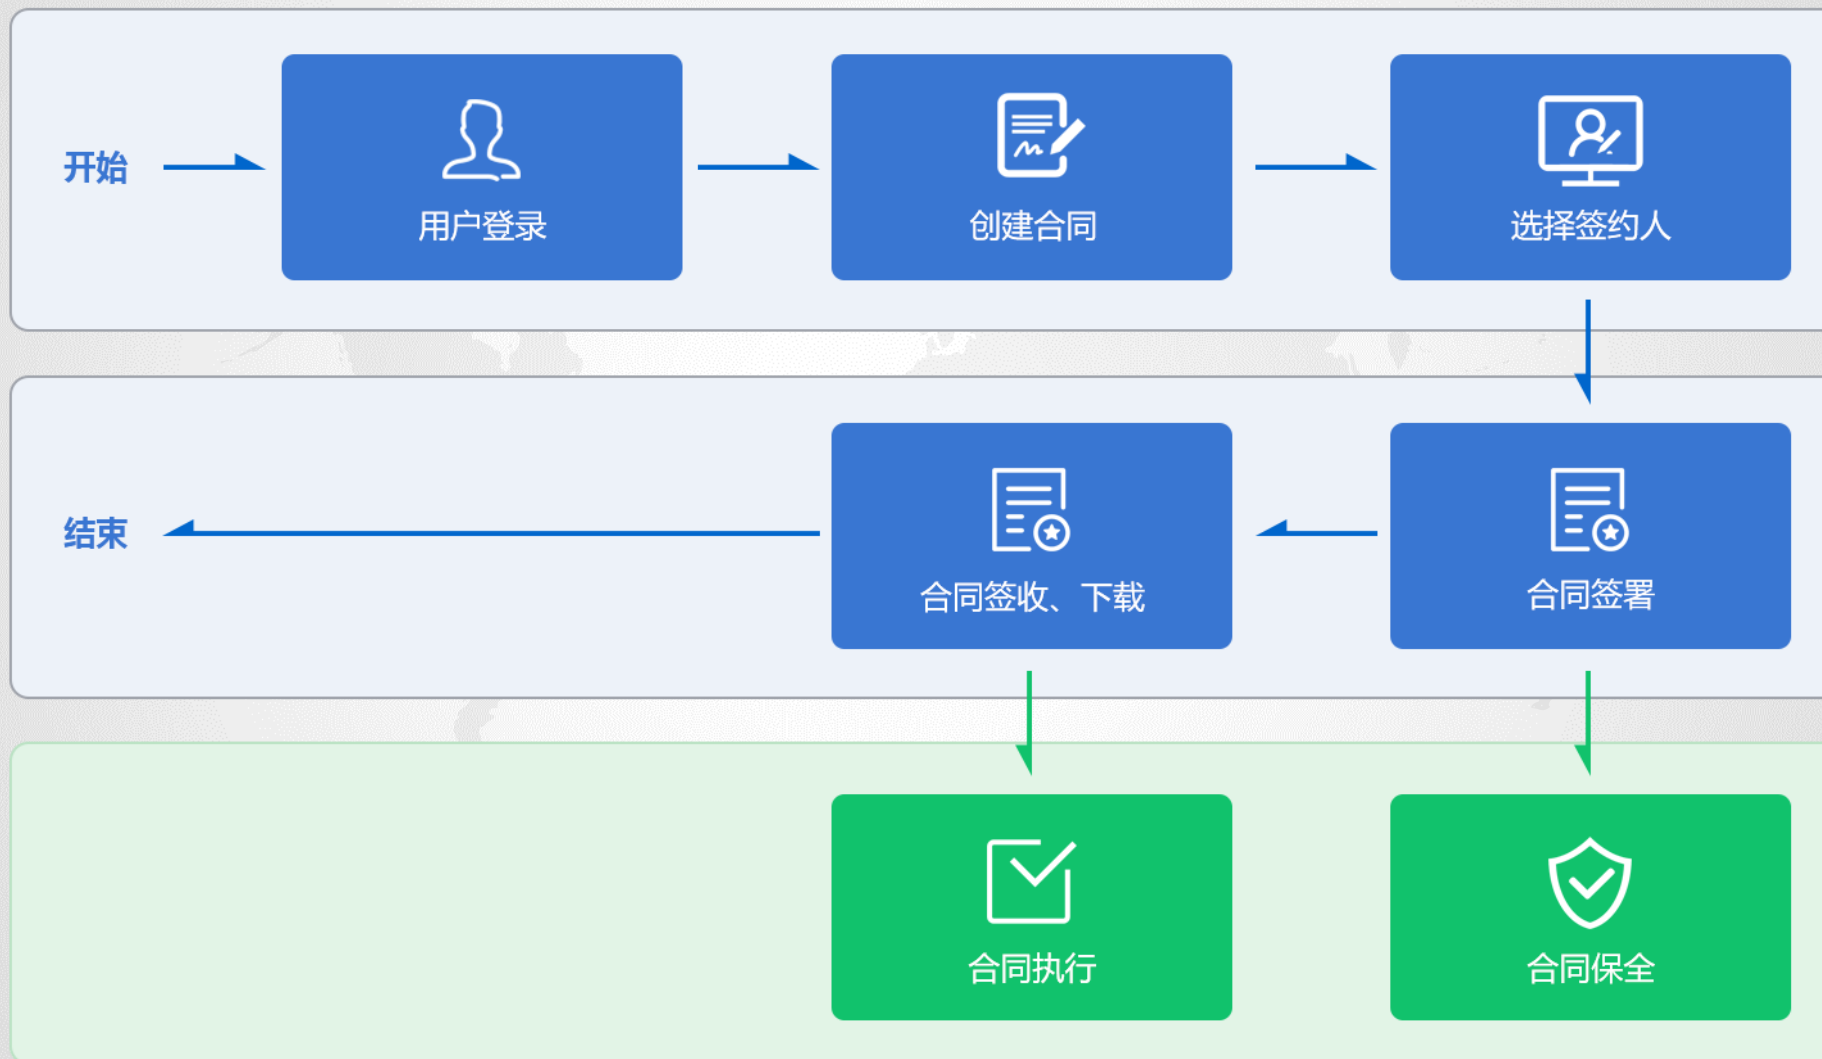 开始
用户登录
创建合同
选择签约人
结束
合同签收、下载
合同签署
合同执行
合同保全